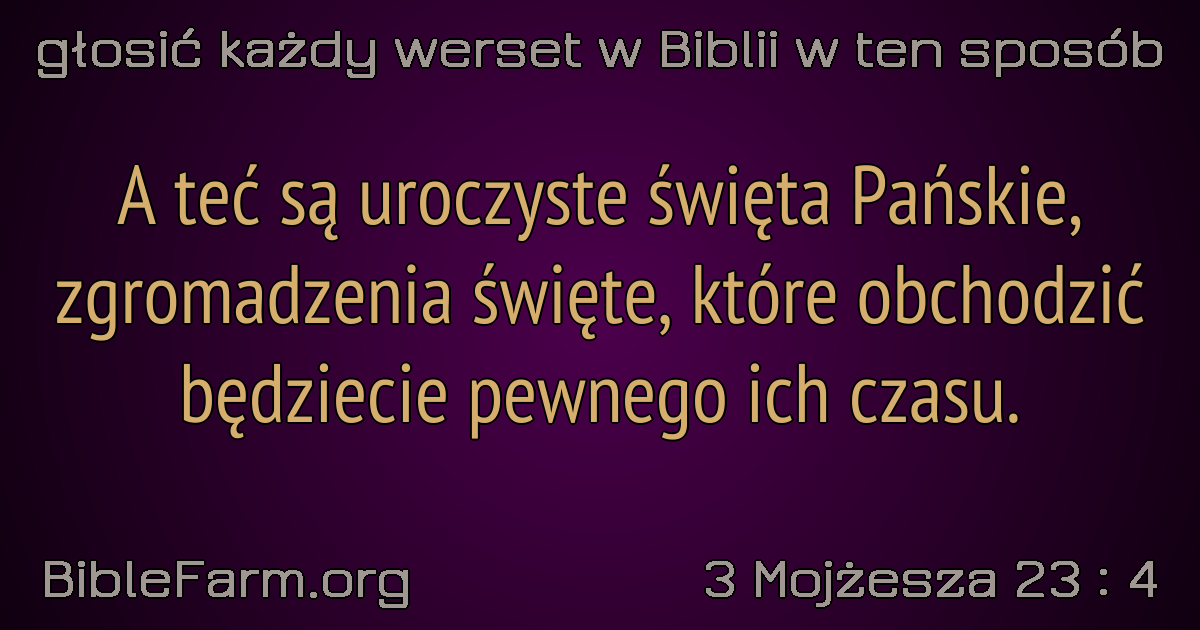 głosić każdy werset w Biblii w ten sposób
A teć są uroczyste święta Pańskie,
zgromadzenia święte, które obchodzić
będziecie pewnego ich czasu.
BibleFarm.org
3 Mojżesza 23 : 4